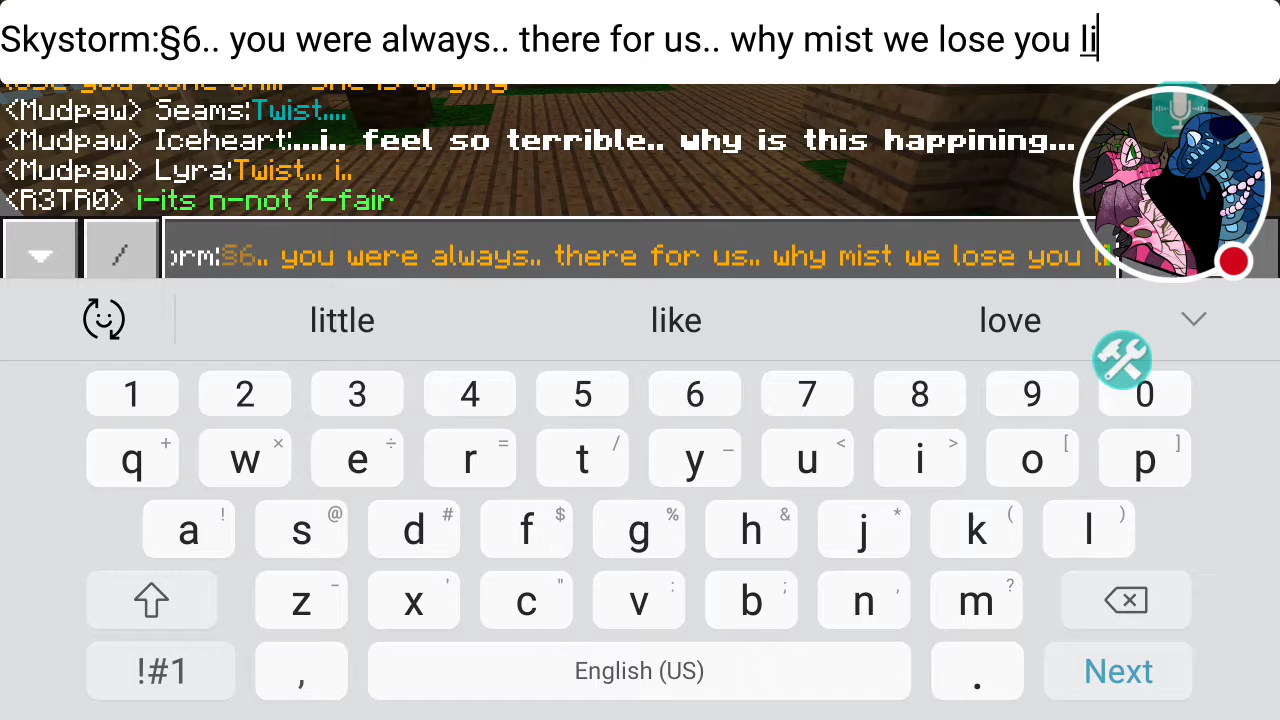 Skystorm:§6.. you were always.. there for us.. why mist we lose you li
<Mudpaw> Seams:Twist....
<Mudpaw> Iceheart:...i.. feel so terrible.. why is this happining...
<Mudpaw> Lyra:Twist... i..
<R3TR0> i-its n-not f-fair
/ orm:§6.. you were always.. there for us.. why mist we lose you li
little like love
1 2 3 4 5 6 7 8 9 0
q + w × e ÷ r = t / y _ u < i > o [ p ]
a ! s @ d # f $ g % h & j * k ( l )
z - x ' c " v : b ; n , m ?
!#1 , English (US) . Next